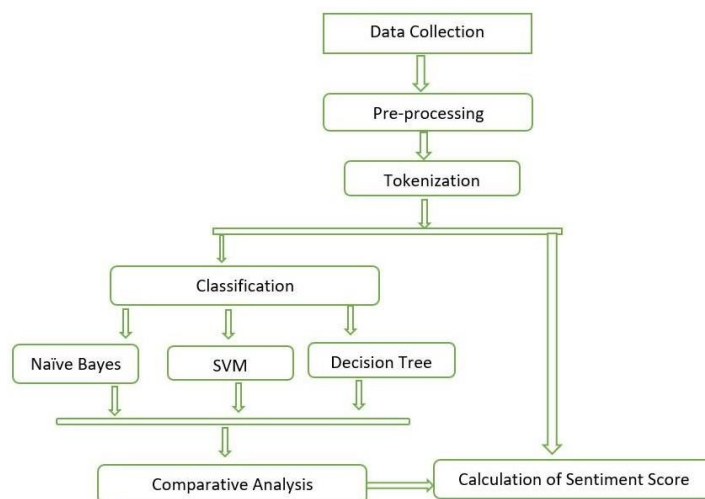 Data Collection
Pre-processing
Tokenization
Classification
Naïve Bayes
SVM
Decision Tree
Comparative Analysis
Calculation of Sentiment Score